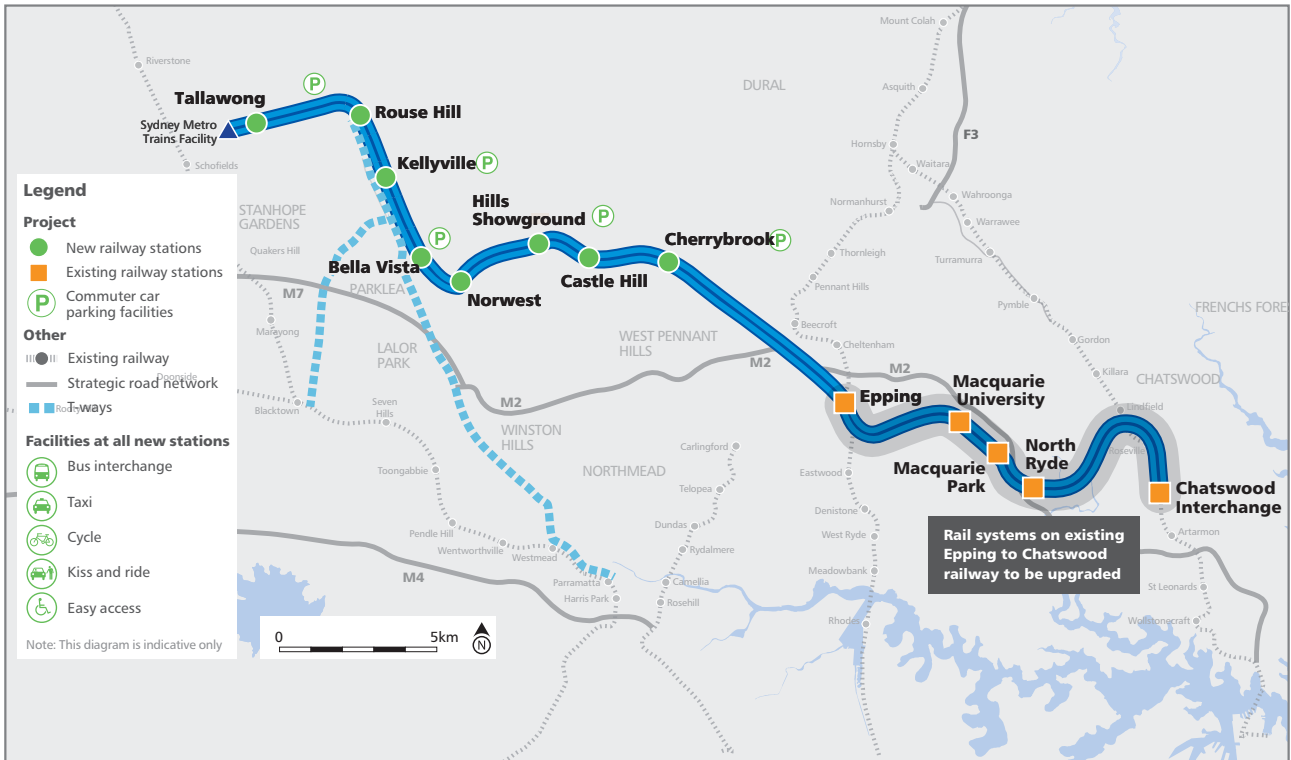 Mount Colah
Riverstone
DURAL
P
Asquith
Tallawong
Rouse Hill
Sydney Metro
Trains Facility
F3
Hornsby
Waitara
Schofields
Kellyville P
Legend
Project
New railway stations
Existing railway stations
P Commuter car
parking facilities
Other
Existing railway
Strategic road network
T-ways
Facilities at all new stations
Bus interchange
Taxi
Cycle
Kiss and ride
Easy access
Note: This diagram is indicative only
Wahroonga
Hills
Showground P
Normanhurst
STANHOPE
GARDENS
Warrawee
Quakers Hill
P
Cherrybrook P
Thornleigh
Turramurra
Bella Vista
Castle Hill
PARKLEA
Norwest
M7
Pennant Hills
Pymble
FRENCHS FORE
Marayong
Beecroft
WEST PENNANT
HILLS
Cheltenham
Gordon
LALOR
PARK
M2
M2
Killara
CHATSWOOD
Doonside
Macquarie
University
Epping
M2
Blacktown
Seven
Hills
Lindfield
WINSTON
HILLS
Carlingford
North
Ryde
Roseville
Toongabbie
NORTHMEAD
Eastwood
Macquarie
Park
Telopea
Chatswood
Interchange
Denistone
Pendle Hill
Dundas
West Ryde
Artarmon
Rail systems on existing
Epping to Chatswood
railway to be upgraded
Wentworthville
Westmead
Rydalmere
Meadowbank
M4
Parramatta
Camellia
St Leonards
Harris Park
Rosehill
Rhodes
Wollstonecraft
0 5km
N